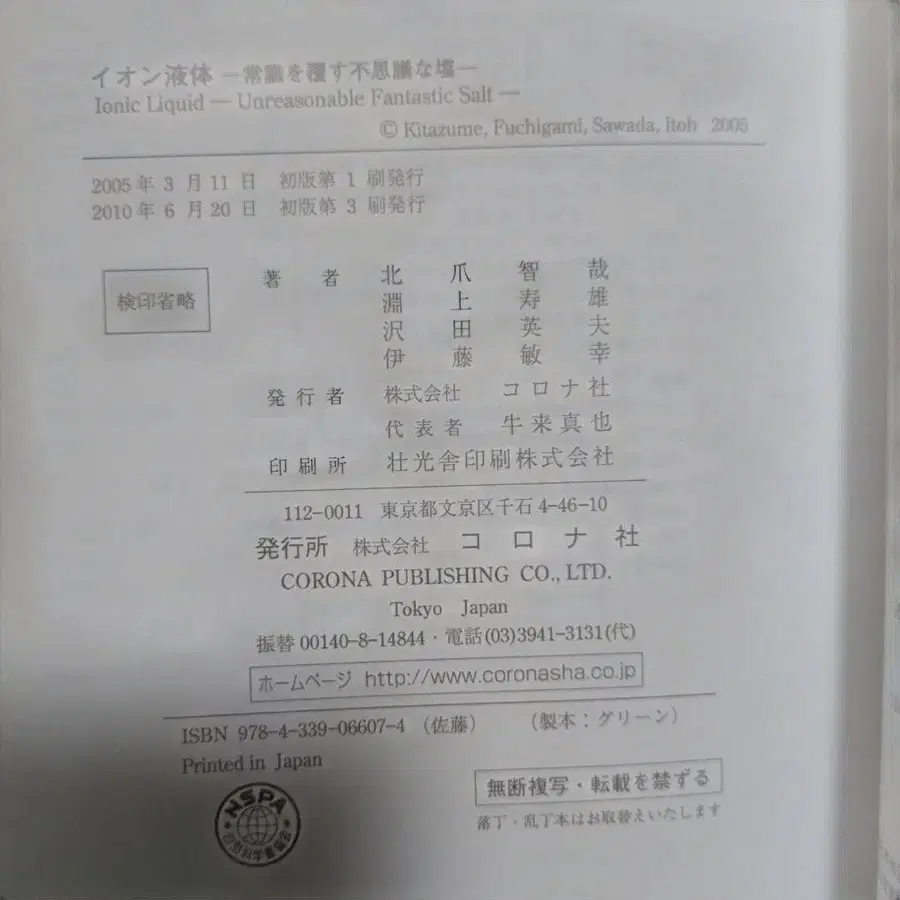 イオン液体 ―常識を覆す不思議な塩―
Ionic Liquid ― Unreasonable Fantastic Salt ―
© Kitazume, Fuchigami, Sawada, Itoh 2005
2005年 3 月 11 日 初版第 1 刷発行
2010年 6 月 20 日 初版第 3 刷発行
検印省略
著者 北爪智哉
淵上寿雄
沢田英夫
伊藤敏幸
発行者 株式会社 コロナ社
代表者 牛来真也
印刷所 壮光舎印刷株式会社
112-0011 東京都文京区千石 4-46-10
発行所 株式会社 コロナ社
CORONA PUBLISHING CO., LTD.
Tokyo Japan
振替 00140-8-14844・電話(03)3941-3131(代)
ホームページ http://www.coronasha.co.jp
ISBN 978-4-339-06607-4 (佐藤) (製本:グリーン)
Printed in Japan
NSPA
自然科学書協会
無断複写・転載を禁ずる
落丁・乱丁本はお取替えいたします